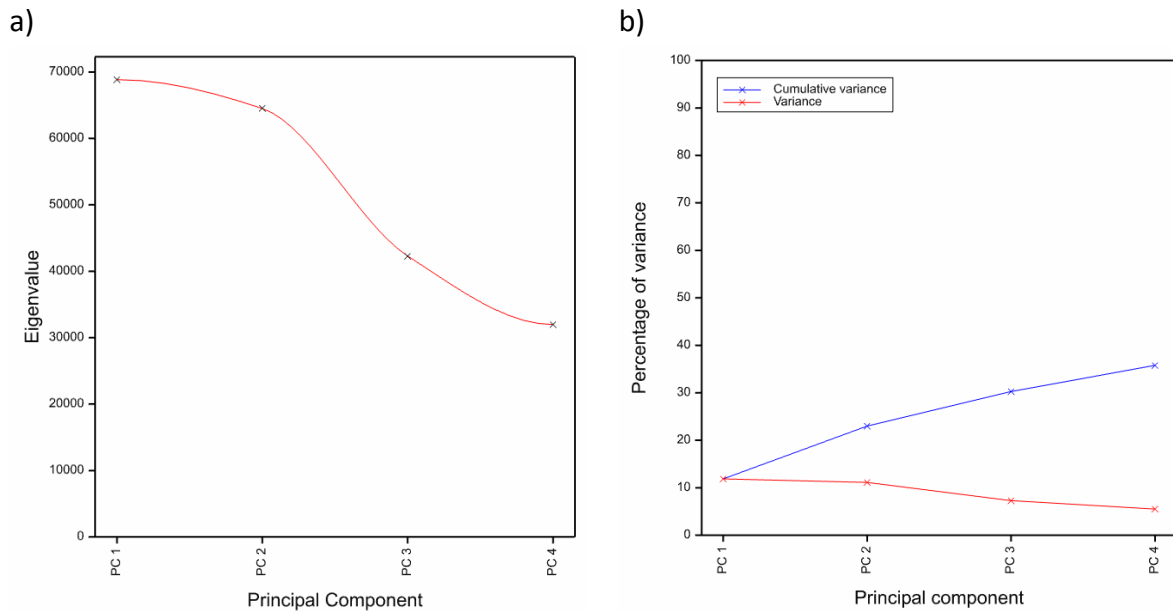 a)
70000
60000
50000
40000
30000
20000
10000
0
Eigenvalue
PC 1
PC 2
PC 3
PC 4
Principal Component
b)
100
90
80
70
60
50
40
30
20
10
0
Percentage of variance
Cumulative variance
Variance
PC 1
PC 2
PC 3
PC 4
Principal component